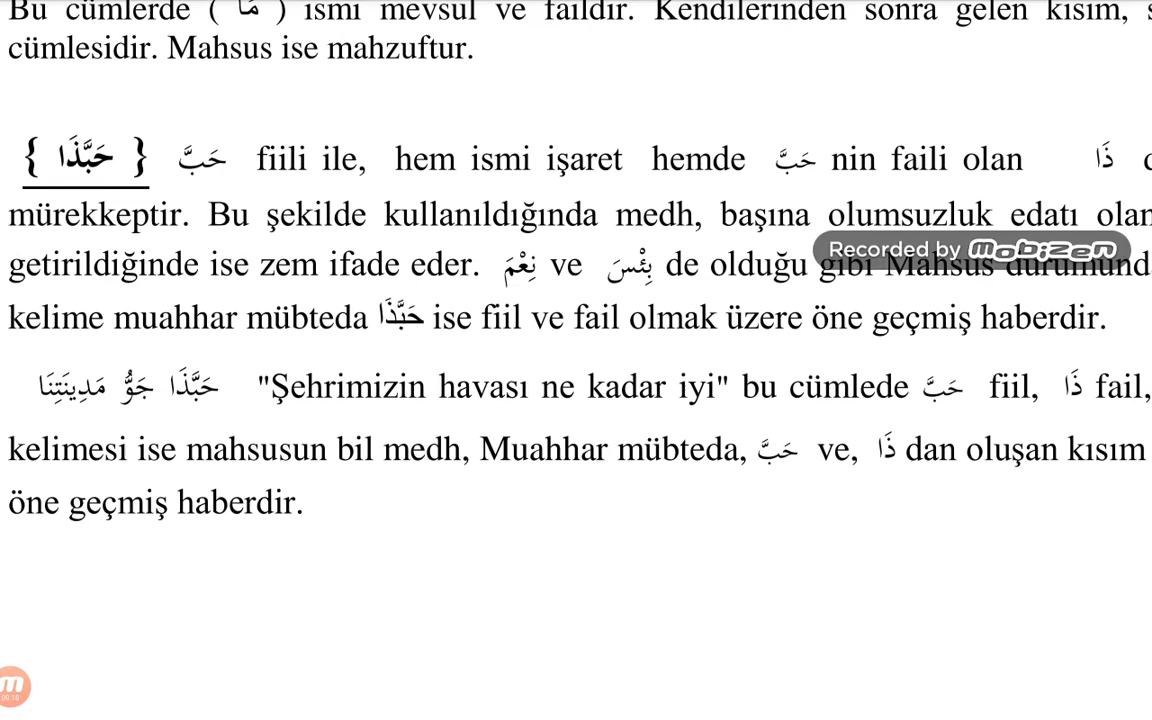 Bu cümlerde ( مَا ) ismi mevsul ve faildir. Kendilerinden sonra gelen kısım,
cümlesidir. Mahsus ise mahzuftur.
{ حَبَّذَا } حَبَّ fiili ile, hem ismi işaret hemde حَبَّ nin faili olan ذَا
mürekkeptir. Bu şekilde kullanıldığında medh, başına olumsuzluk edatı olan
Recorded by mobizen
getirildiğinde ise zem ifade eder. نِعْمَ ve بِئْسَ de olduğu gibi Mahsus durumund
kelime muahhar mübteda حَبَّذَا ise fiil ve fail olmak üzere öne geçmiş haberdir.
حَبَّذَا جَوُّ مَدِينَتِنَا "Şehrimizin havası ne kadar iyi" bu cümlede حَبَّ fiil, ذَا fail,
kelimesi ise mahsusun bil medh, Muahhar mübteda, حَبَّ ve, ذَا dan oluşan kısım
öne geçmiş haberdir.
m
09:18